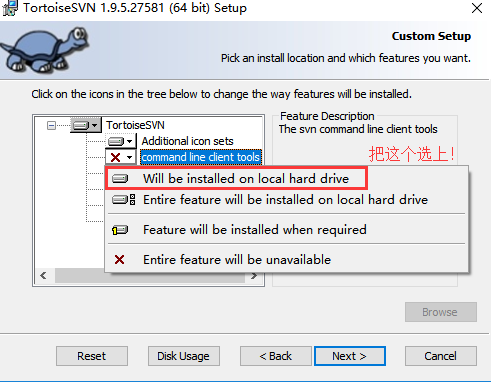 TortoiseSVN 1.9.5.27581 (64 bit) Setup
Custom Setup
Pick an install location and which features you want.
Click on the icons in the tree below to change the way features will be installed.
TortoiseSVN
Additional icon sets
command line client tools
Feature Description
The svn command line client tools
把这个选上!
Will be installed on local hard drive
Entire feature will be installed on local hard drive
Feature will be installed when required
Entire feature will be unavailable
Browse
Reset
Disk Usage
< Back
Next >
Cancel